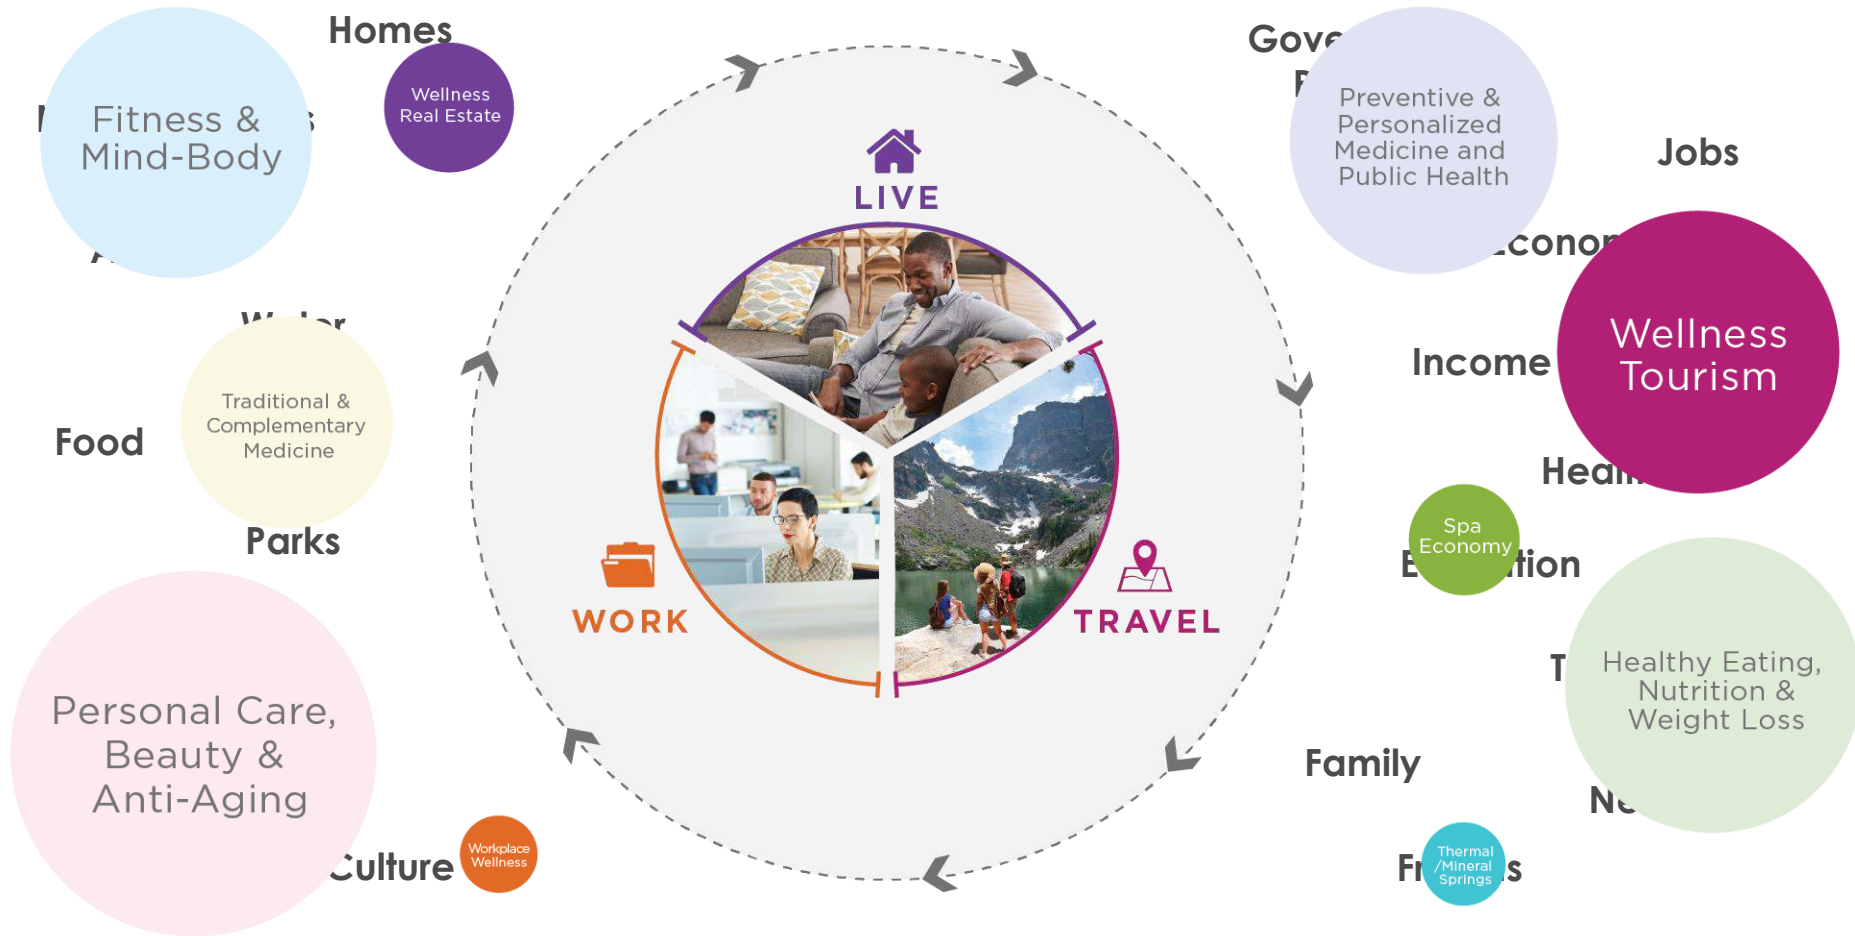 Homes
Wellness
Real Estate
Fitness &
Mind-Body
Traditional &
Complementary
Medicine
Food
Parks
Personal Care,
Beauty &
Anti-Aging
Culture
Workplace
Wellness
LIVE
WORK
TRAVEL
Preventive &
Personalized
Medicine and
Public Health
Jobs
Wellness
Tourism
Income
Spa
Economy
Healthy Eating,
Nutrition &
Weight Loss
Family
Thermal
/Mineral
Springs